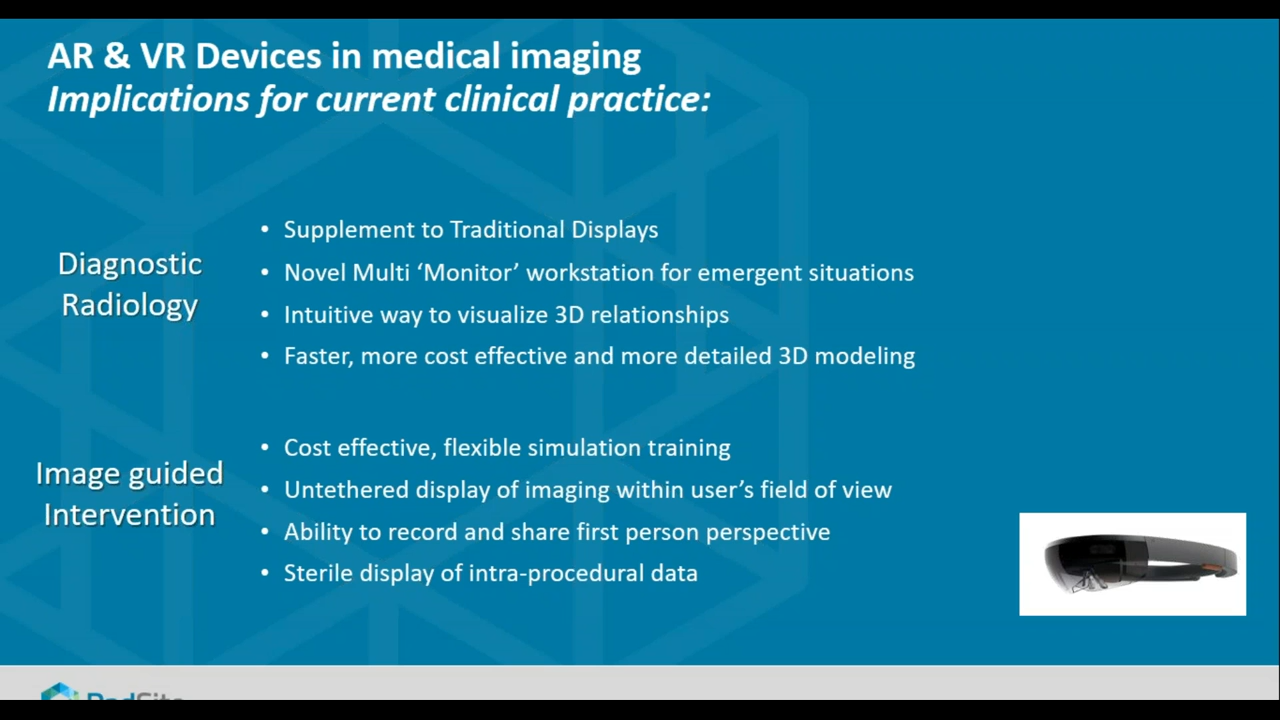 AR & VR Devices in medical imaging
Implications for current clinical practice:
Diagnostic
Radiology
• Supplement to Traditional Displays
• Novel Multi ‘Monitor’ workstation for emergent situations
• Intuitive way to visualize 3D relationships
• Faster, more cost effective and more detailed 3D modeling
Image guided
Intervention
• Cost effective, flexible simulation training
• Untethered display of imaging within user’s field of view
• Ability to record and share first person perspective
• Sterile display of intra-procedural data
RadSite